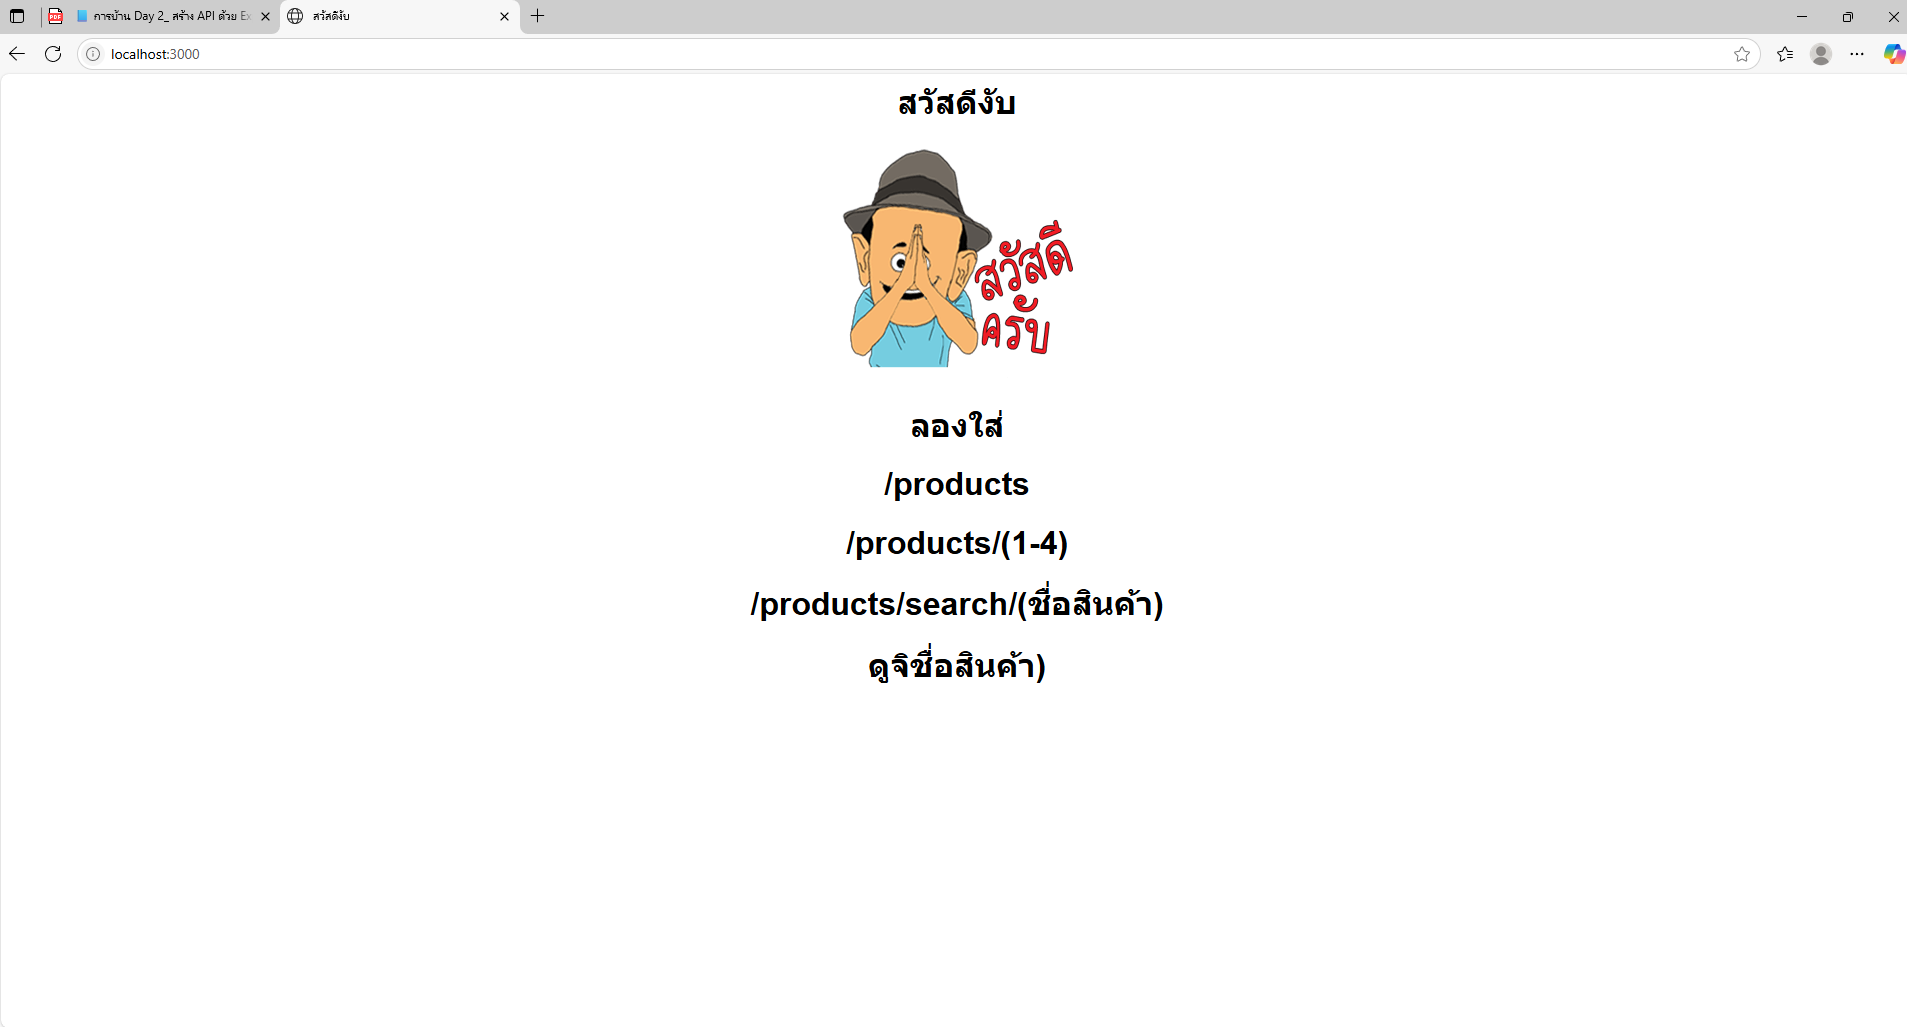 การบ้าน Day 2_ สร้าง API ด้วย Ex
สวัสดีงับ
localhost:3000
สวัสดีงับ
สวัสดี
ครับ
ลองใส่
/products
/products/(1-4)
/products/search/(ชื่อสินค้า)
ดูจิชื่อสินค้า)